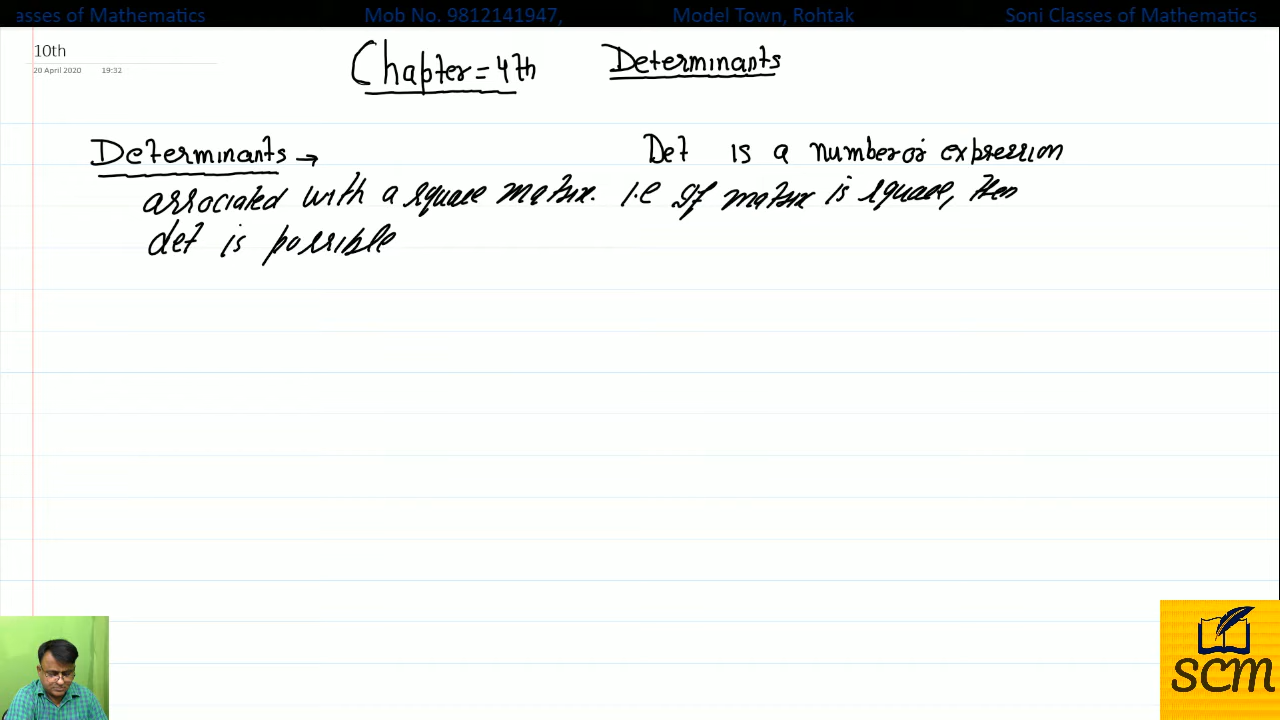 asses of Mathematics Mob No. 9812141947, Model Town, Rohtak Soni Classes of Mathematics
10th
20 April 2020 19:32
Chapter = 4th Determinants
Determinants → Det is a number or expression
associated with a square matrix. i.e If matrix is square, then
det is possible
SCM